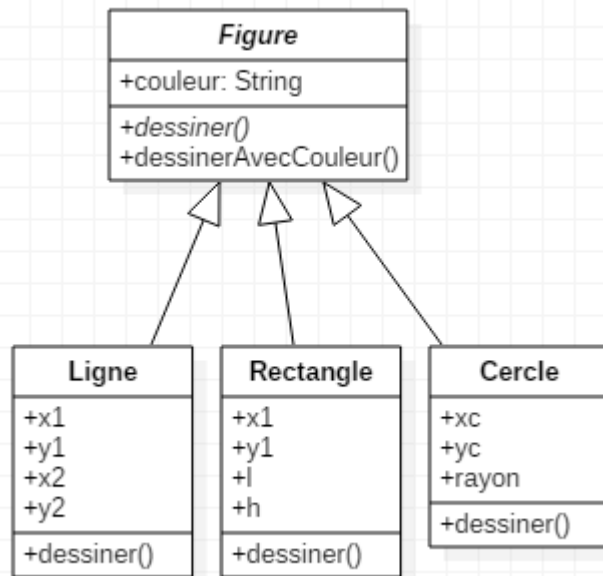 Figure
+couleur: String
+dessiner()
+dessinerAvecCouleur()
Ligne
+x1
+y1
+x2
+y2
+dessiner()
Rectangle
+x1
+y1
+l
+h
+dessiner()
Cercle
+xc
+yc
+rayon
+dessiner()